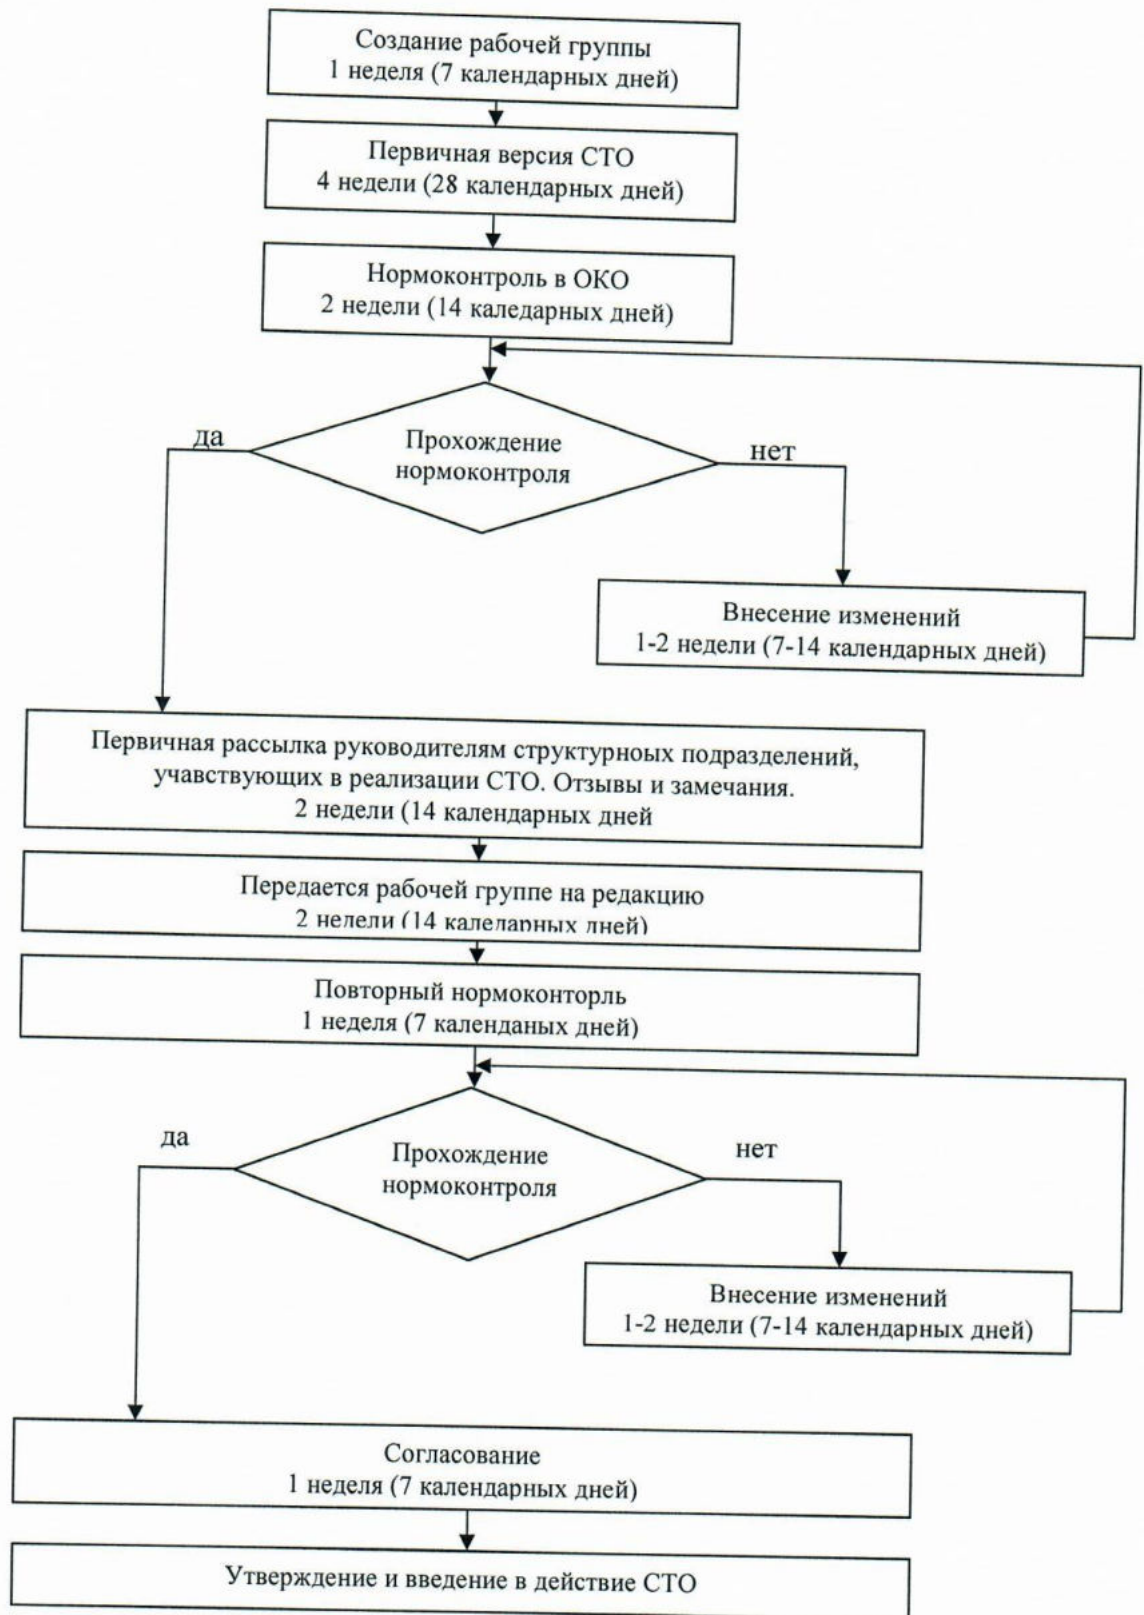 Создание рабочей группы
1 неделя (7 календарных дней)
Первичная версия СТО
4 недели (28 календарных дней)
Нормоконтроль в ОКО
2 недели (14 каледарных дней)
да
Прохождение
нормоконтроля
нет
Внесение изменений
1-2 недели (7-14 календарных дней)
Первичная рассылка руководителям структурноых подразделений,
учавствующих в реализации СТО. Отзывы и замечания.
2 недели (14 календарных дней
Передается рабочей группе на редакцию
2 недели (14 каледарных дней)
Повторный нормоконторль
1 неделя (7 календаных дней)
да
Прохождение
нормоконтроля
нет
Внесение изменений
1-2 недели (7-14 календарных дней)
Согласование
1 неделя (7 календарных дней)
Утверждение и введение в действие СТО